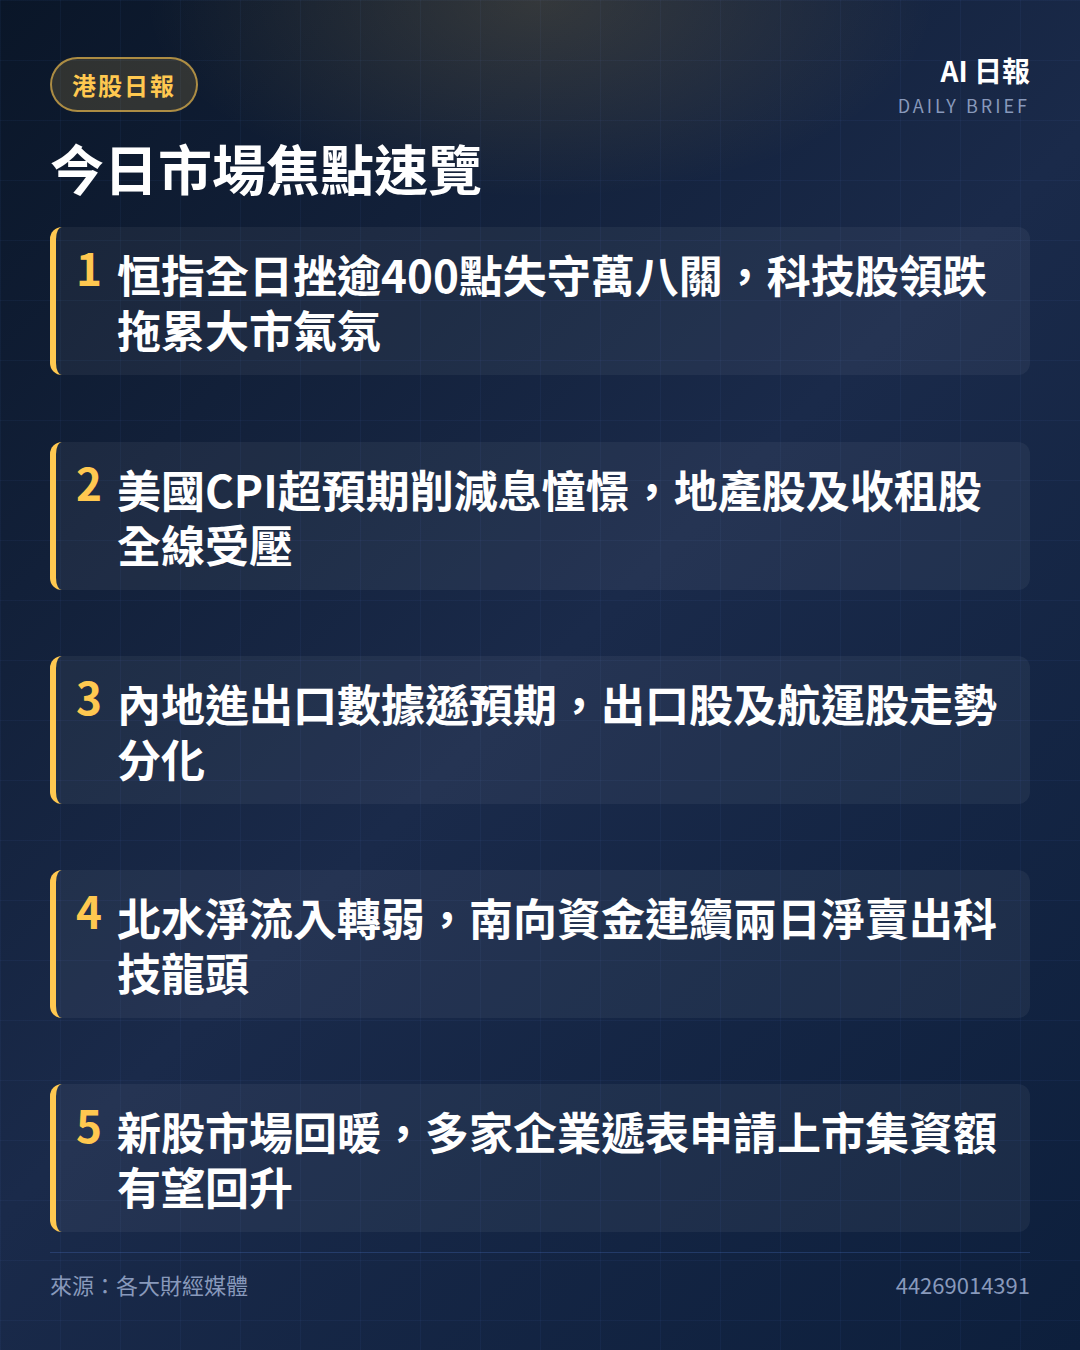 港股日報
AI 日報
DAILY BRIEF
今日市場焦點速覽
1 恒指全日挫逾400點失守萬八關，科技股領跌
拖累大市氣氛
2 美國CPI超預期削減息憧憬，地產股及收租股
全線受壓
3 內地進出口數據遜預期，出口股及航運股走勢
分化
4 北水淨流入轉弱，南向資金連續兩日淨賣出科
技龍頭
5 新股市場回暖，多家企業遞表申請上市集資額
有望回升
來源：各大財經媒體
44269014391